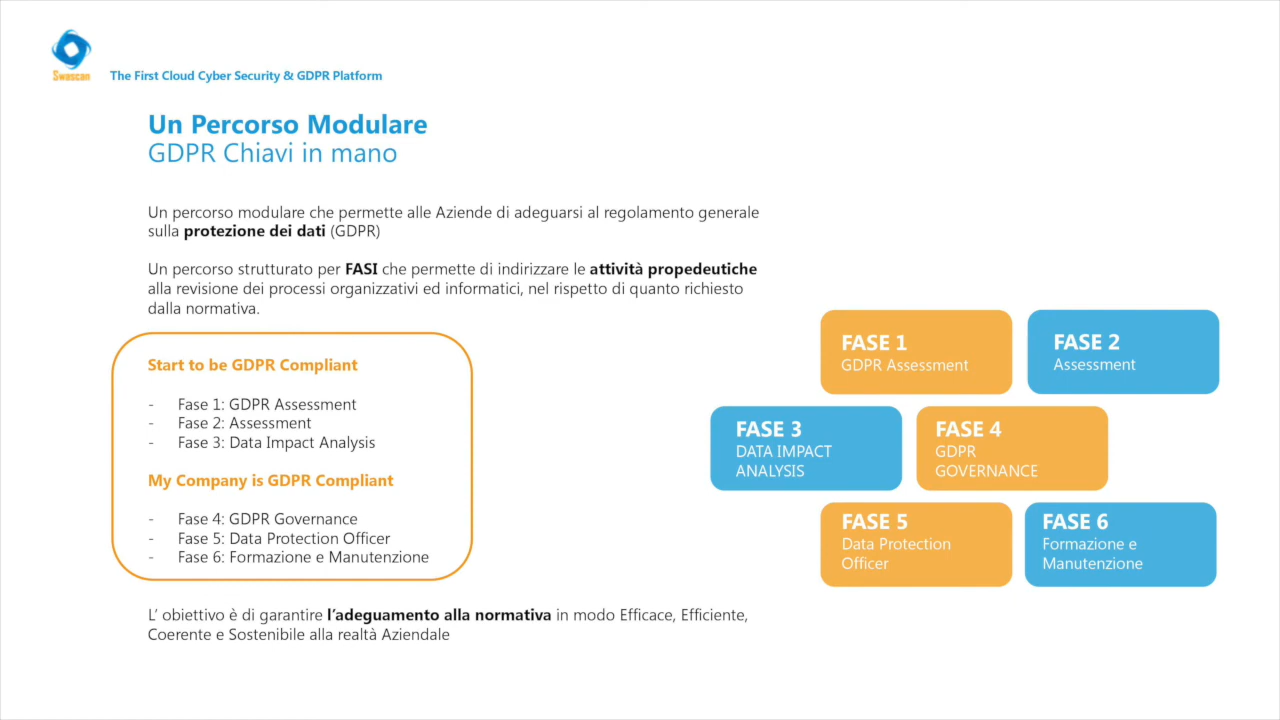 Swascan
The First Cloud Cyber Security & GDPR Platform
Un Percorso Modulare
GDPR Chiavi in mano
Un percorso modulare che permette alle Aziende di adeguarsi al regolamento generale
sulla protezione dei dati (GDPR)
Un percorso strutturato per FASI che permette di indirizzare le attività propedeutiche
alla revisione dei processi organizzativi ed informatici, nel rispetto di quanto richiesto
dalla normativa.
Start to be GDPR Compliant
- Fase 1: GDPR Assessment
- Fase 2: Assessment
- Fase 3: Data Impact Analysis
My Company is GDPR Compliant
- Fase 4: GDPR Governance
- Fase 5: Data Protection Officer
- Fase 6: Formazione e Manutenzione
L’ obiettivo è di garantire l’adeguamento alla normativa in modo Efficace, Efficiente,
Coerente e Sostenibile alla realtà Aziendale
FASE 1
GDPR Assessment
FASE 2
Assessment
FASE 3
DATA IMPACT
ANALYSIS
FASE 4
GDPR
GOVERNANCE
FASE 5
Data Protection
Officer
FASE 6
Formazione e
Manutenzione